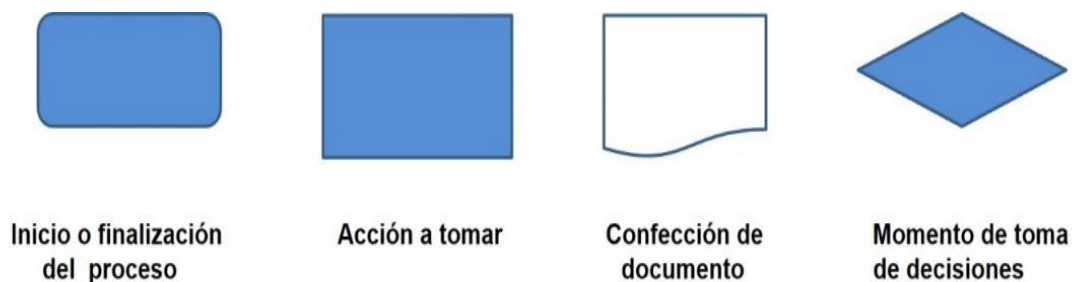 Inicio o finalización
del proceso
Acción a tomar
Confección de
documento
Momento de toma
de decisiones